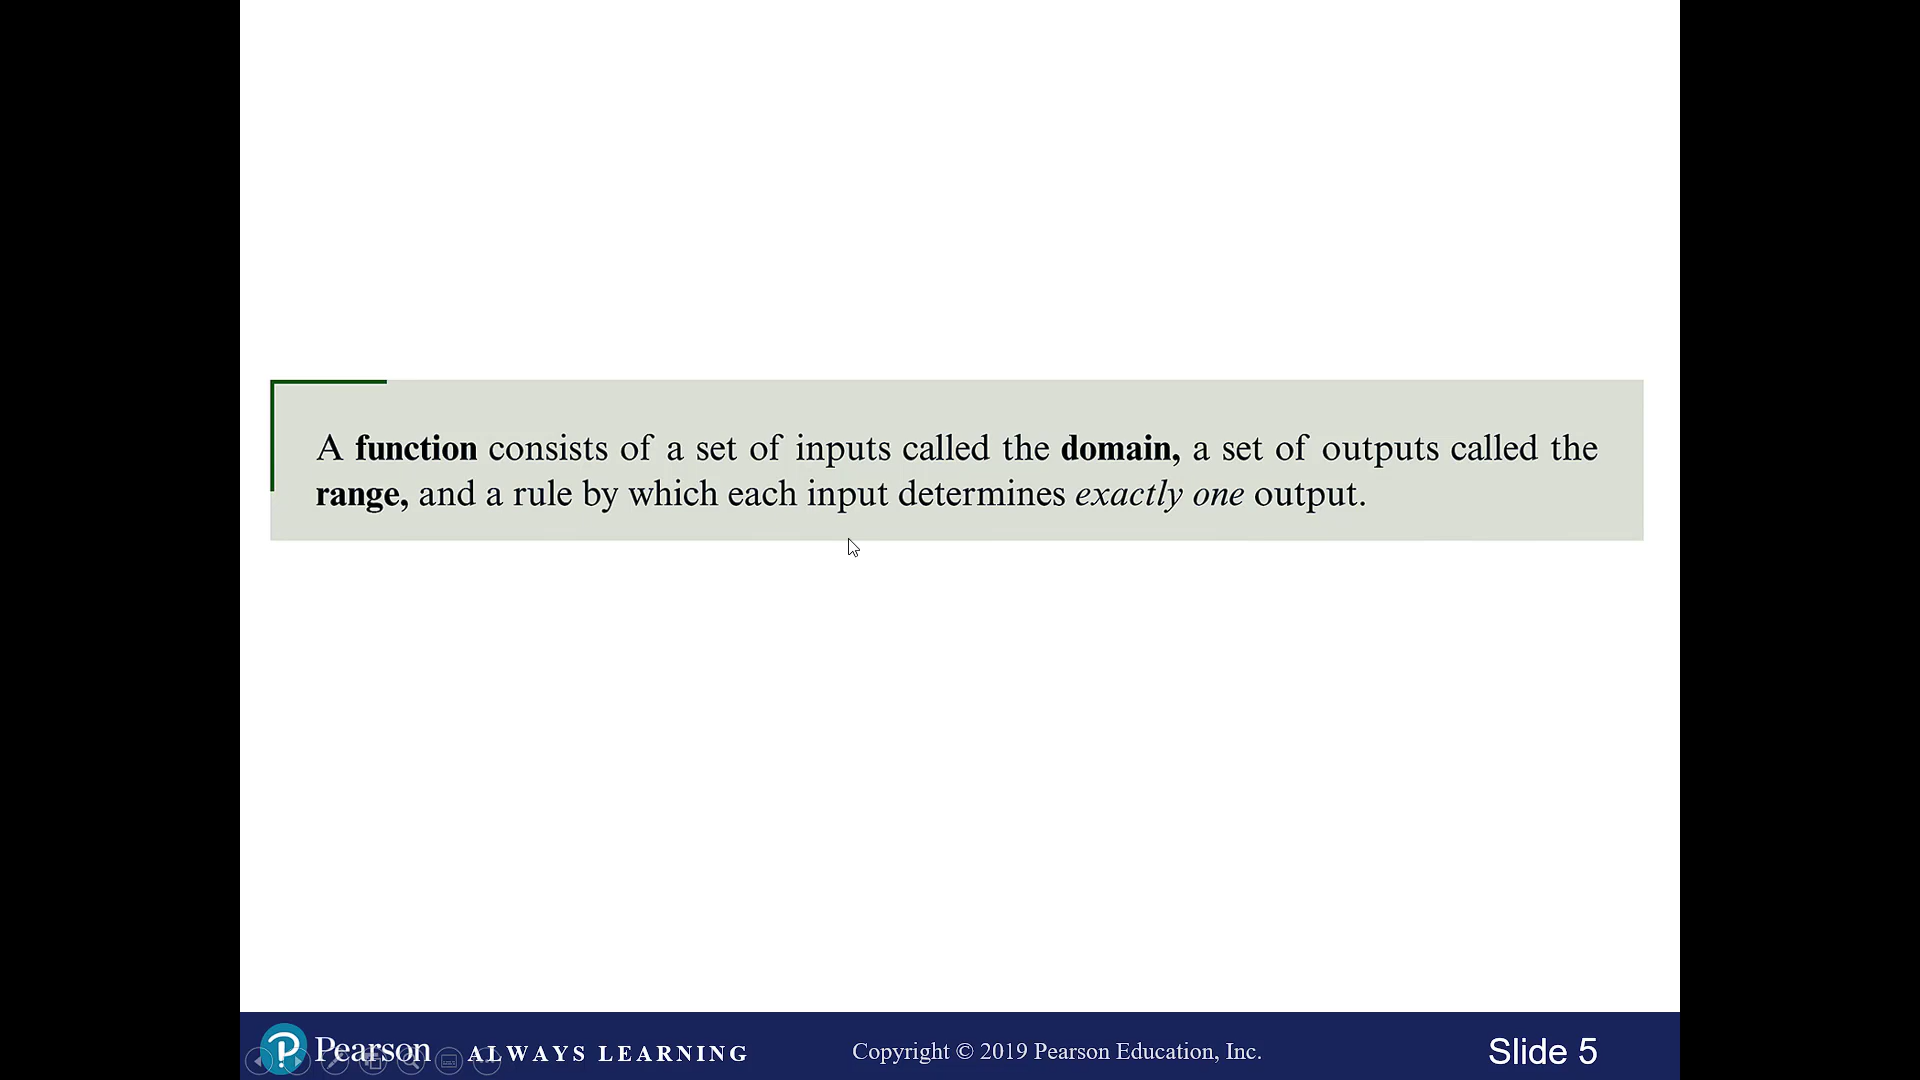 A function consists of a set of inputs called the domain, a set of outputs called the
range, and a rule by which each input determines exactly one output.
Pearson ALWAYS LEARNING Copyright © 2019 Pearson Education, Inc. Slide 5